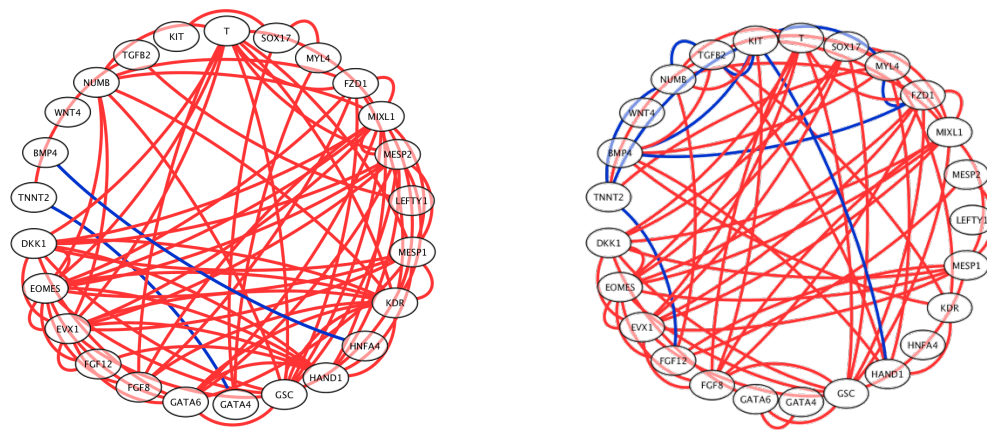 T
KIT
SOX17
TGFB2
MYL4
NUMB
FZD1
WNT4
MIXL1
BMP4
MESP2
TNNT2
LEFTY1
DKK1
MESP1
EOMES
KDR
EVX1
HNFA4
FGF12
HAND1
FGF8
GSC
GATA6
GATA4
T
KIT
SOX17
TGFB2
MYL4
NUMB
FZD1
WNT4
MIXL1
BMP4
MESP2
TNNT2
LEFTY1
DKK1
MESP1
EOMES
KDR
EVX1
HNFA4
FGF12
HAND1
FGF8
GSC
GATA6
GATA4